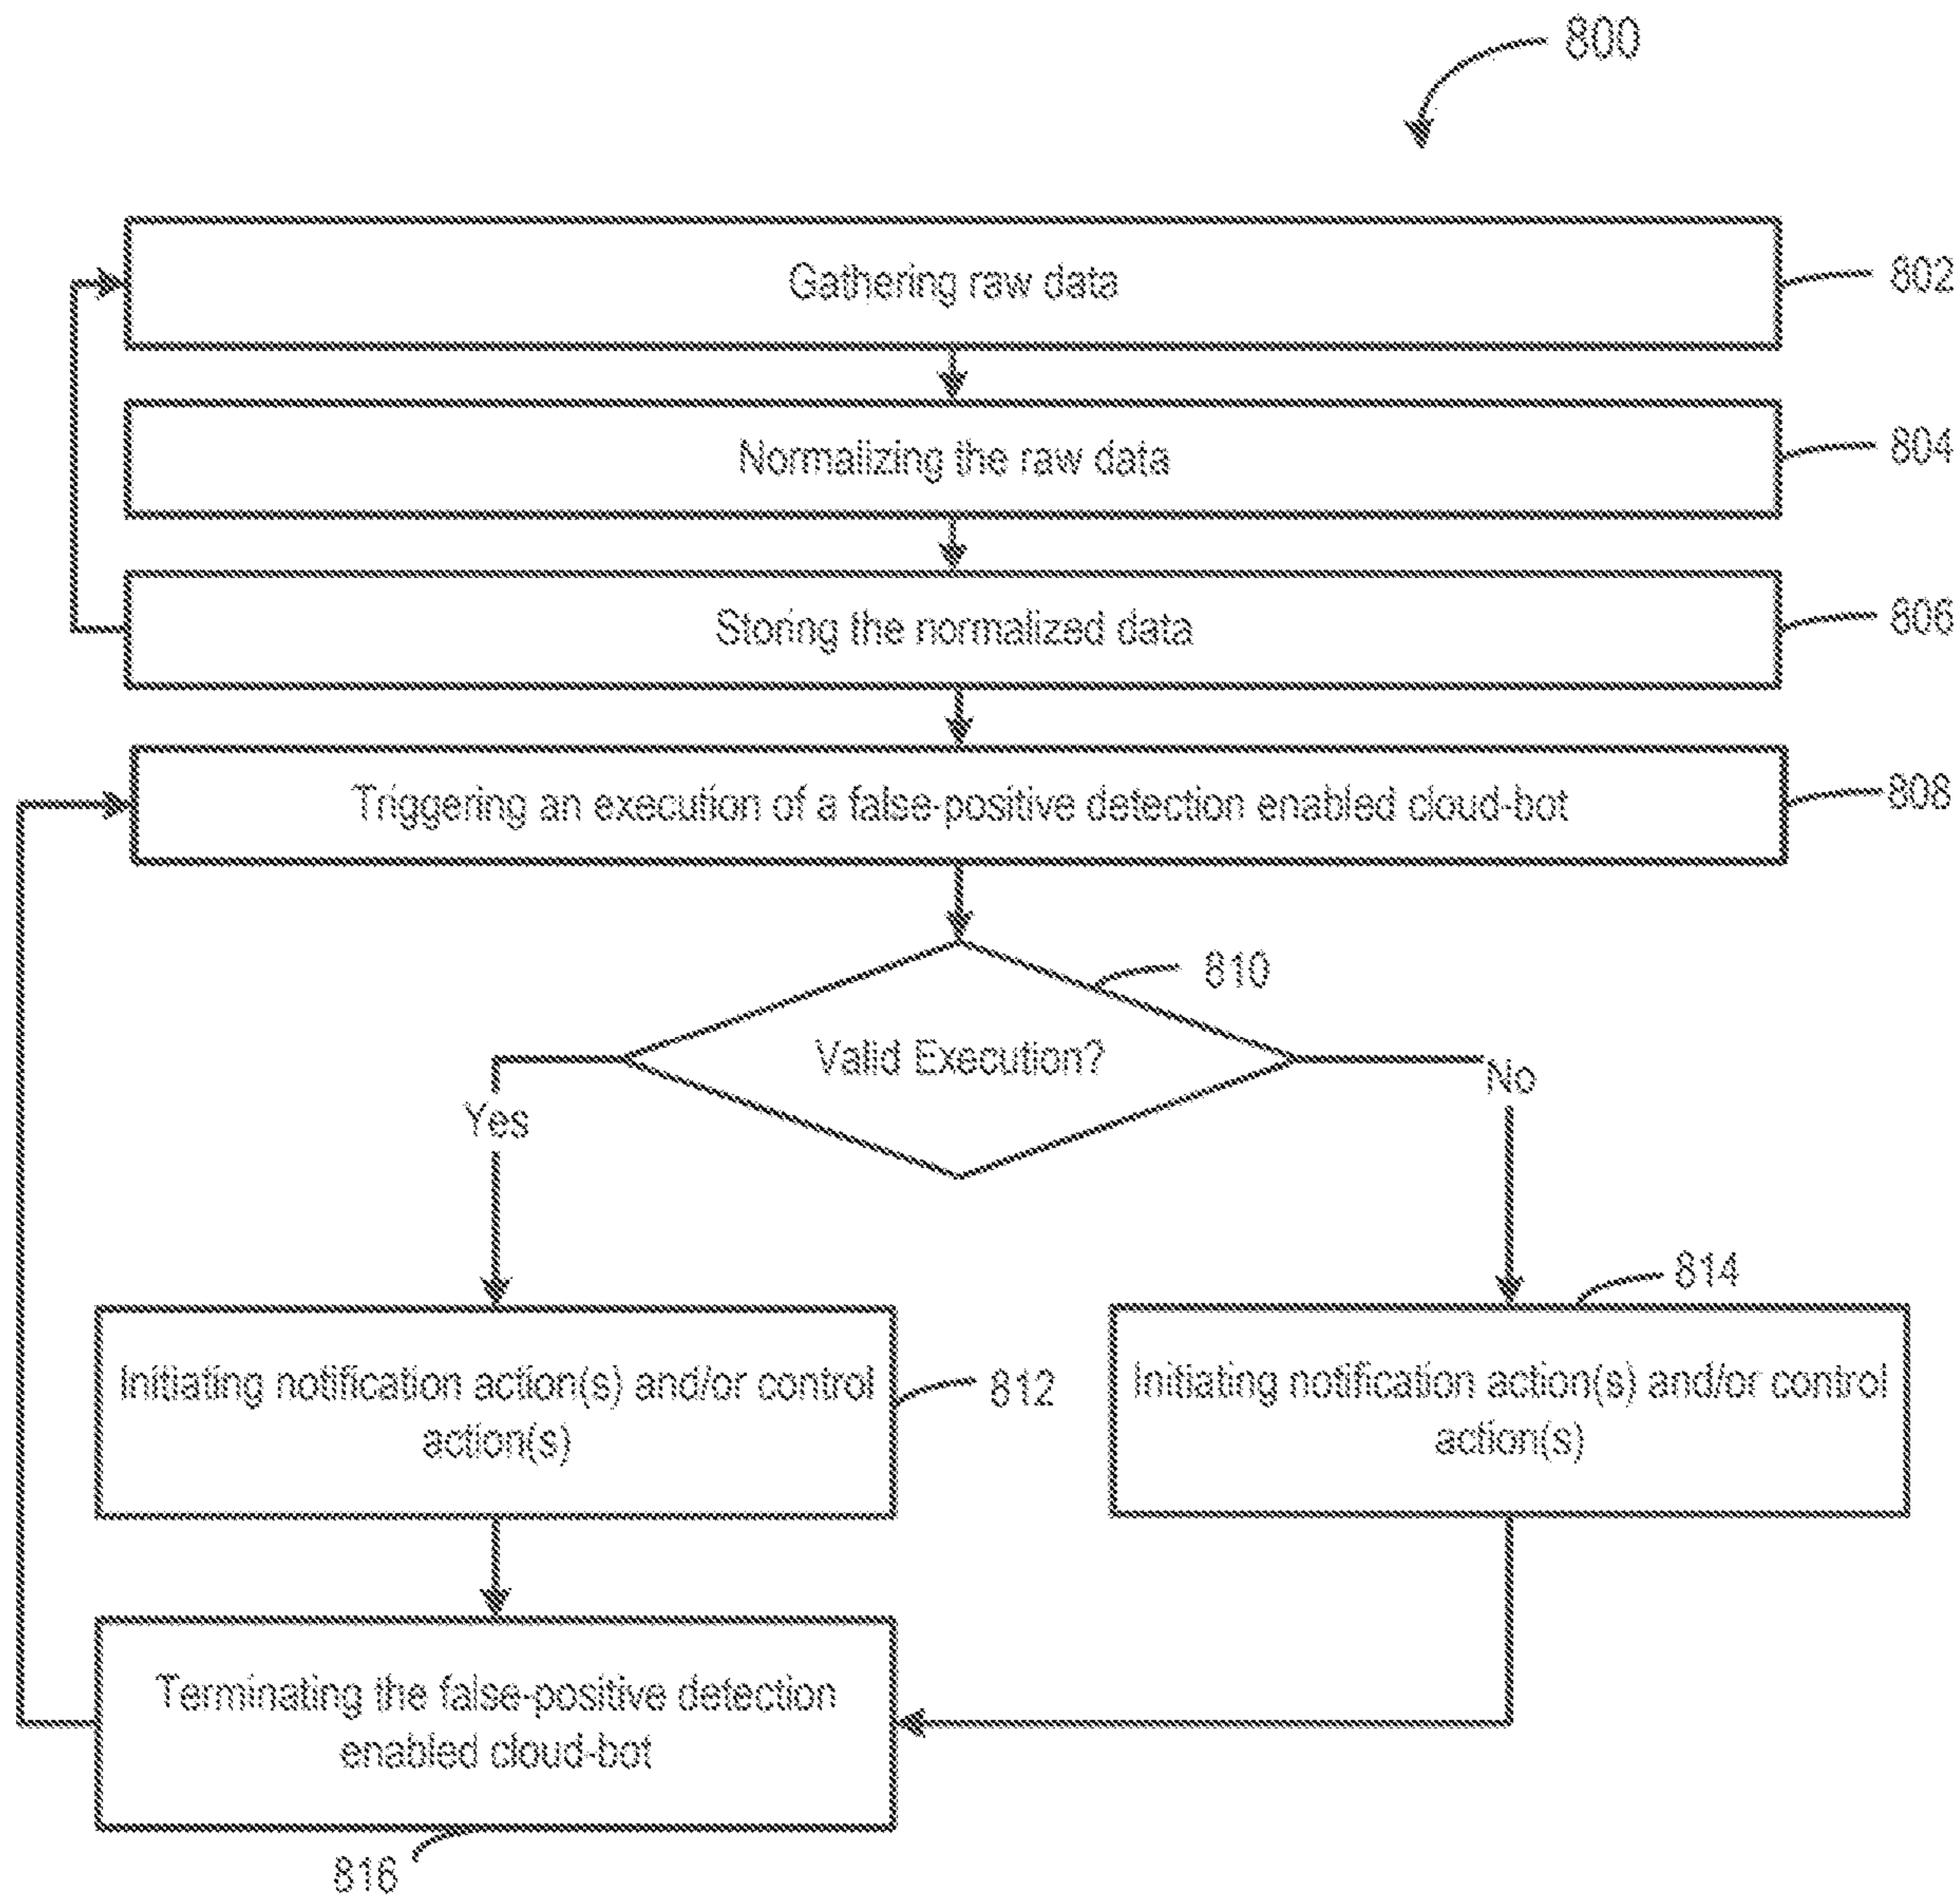 800
Gathering raw data
802
Normalizing the raw data
804
Storing the normalized data
806
Triggering an execution of a false-positive detection enabled cloud-bot
808
810
Valid Execution?
Yes
No
814
Initiating notification action(s) and/or control
action(s)
812
Initiating notification action(s) and/or control
action(s)
Terminating the false-positive detection
enabled cloud-bot
816